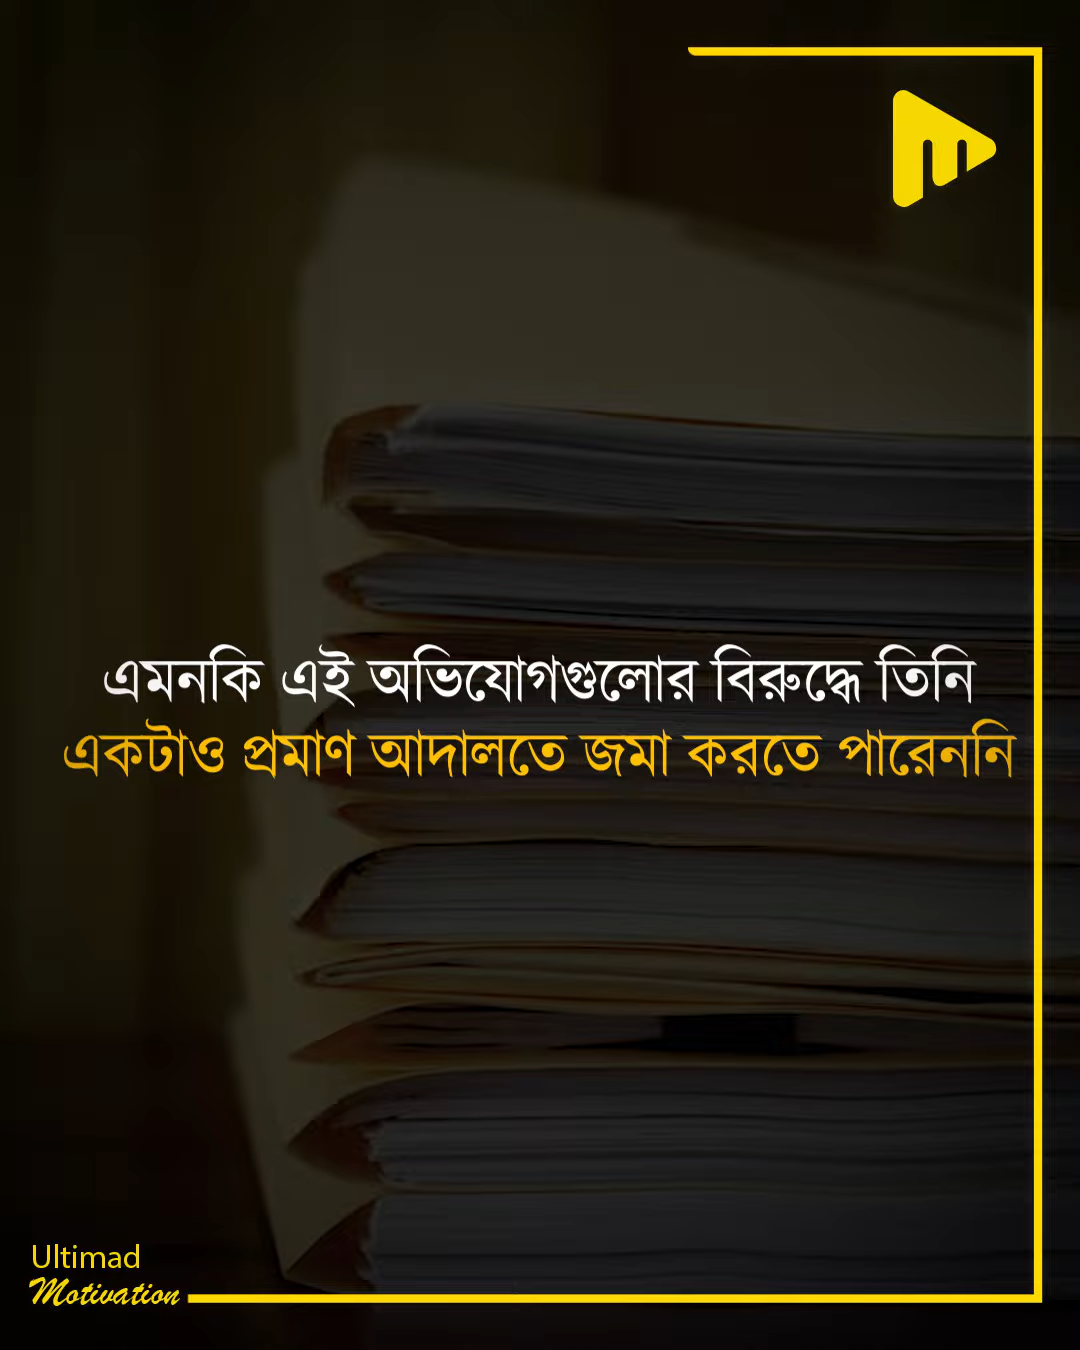 এমনকি এই অভিযোগগুলোর বিরুদ্ধে তিনি
একটাও প্রমাণ আদালতে জমা করতে পারেননি
Ultimad
Motivation